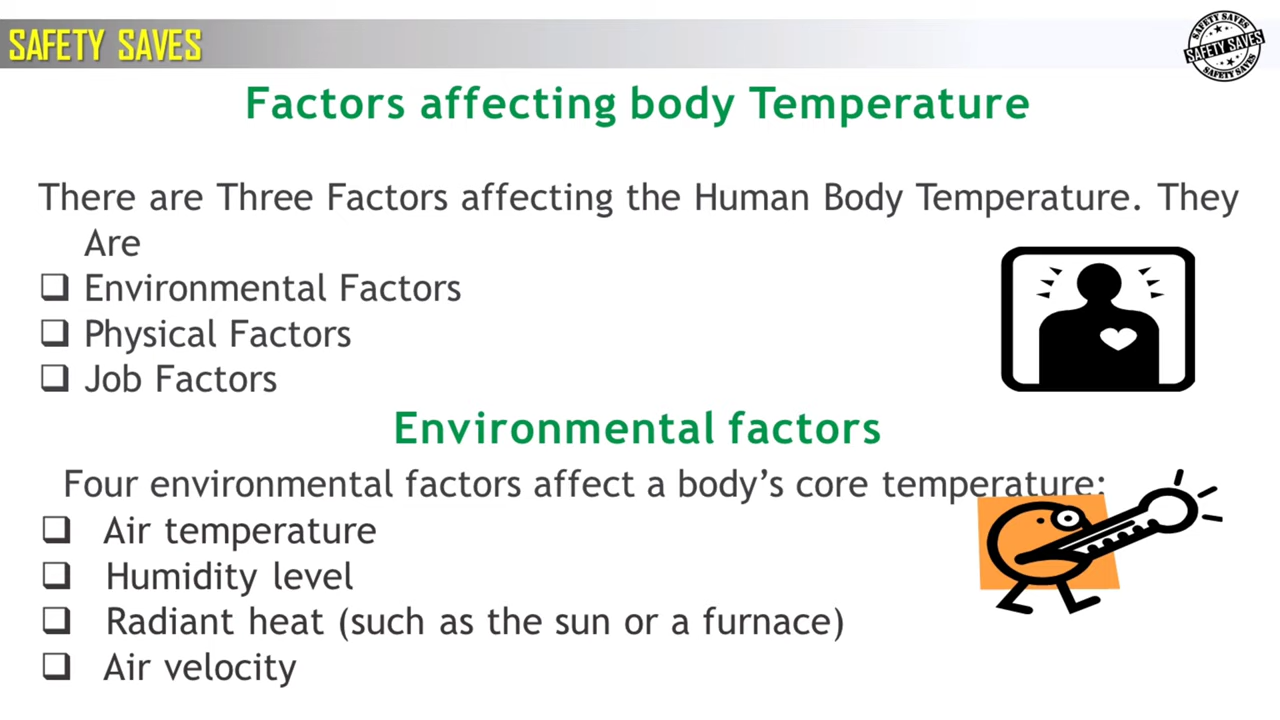 SAFETY SAVES
SAFETY SAVES
SAFETY SAVES
SAFETY SAVES
Factors affecting body Temperature
There are Three Factors affecting the Human Body Temperature. They
Are
❑ Environmental Factors
❑ Physical Factors
❑ Job Factors
Environmental factors
Four environmental factors affect a body’s core temperature:
❑ Air temperature
❑ Humidity level
❑ Radiant heat (such as the sun or a furnace)
❑ Air velocity